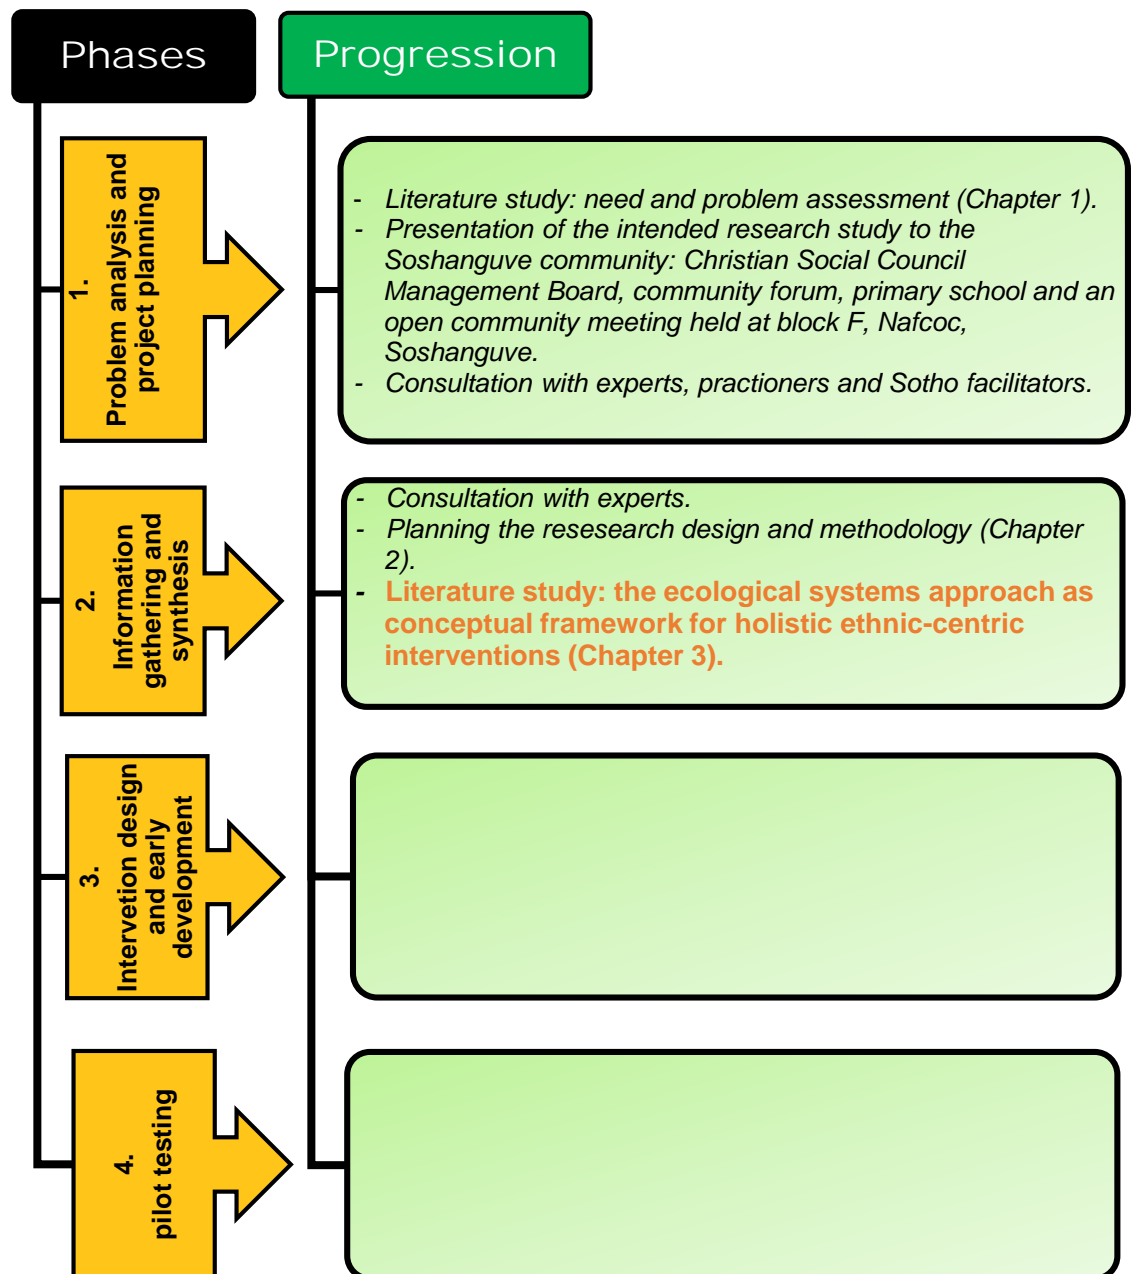 Phases
Progression
1.
Problem analysis and
project planning
- Literature study: need and problem assessment (Chapter 1).
- Presentation of the intended research study to the
Soshanguve community: Christian Social Council
Management Board, community forum, primary school and an
open community meeting held at block F, Nafcoc,
Soshanguve.
- Consultation with experts, practioners and Sotho facilitators.
2.
Information
gathering and
synthesis
- Consultation with experts.
- Planning the resesearch design and methodology (Chapter
2).
- Literature study: the ecological systems approach as
conceptual framework for holistic ethnic-centric
interventions (Chapter 3).
3.
Intervetion design
and early
development
4.
pilot testing